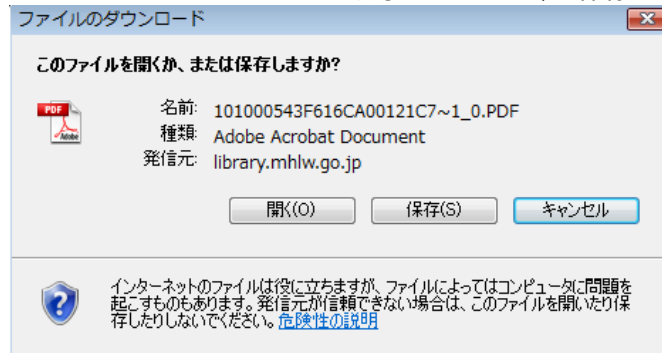 ファイルのダウンロード
このファイルを開くか、または保存しますか?
PDF
Adobe
名前: 101000543F616CA00121C7~1_0.PDF
種類: Adobe Acrobat Document
発信元: library.mhlw.go.jp
開く(O) 保存(S) キャンセル
インターネットのファイルは役に立ちますが、ファイルによってはコンピュータに問題を
起こすものもあります。発信元が信頼できない場合は、このファイルを開いたり保
存したりしないでください。危険性の説明